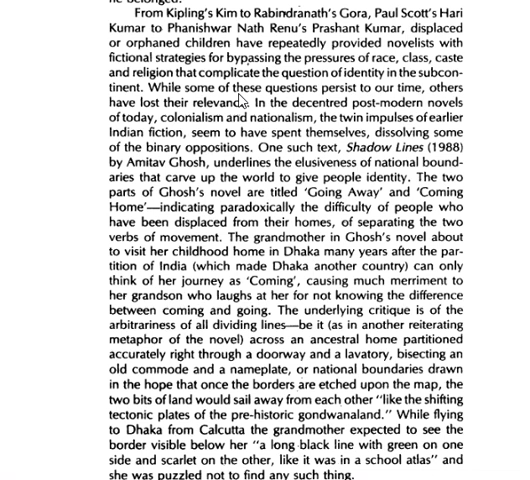 he belonged.
From Kipling's Kim to Rabindranath's Gora, Paul Scott's Hari
Kumar to Phanishwar Nath Renu's Prashant Kumar, displaced
or orphaned children have repeatedly provided novelists with
fictional strategies for bypassing the pressures of race, class, caste
and religion that complicate the question of identity in the subcon-
tinent. While some of these questions persist to our time, others
have lost their relevance. In the decentred post-modern novels
of today, colonialism and nationalism, the twin impulses of earlier
Indian fiction, seem to have spent themselves, dissolving some
of the binary oppositions. One such text, Shadow Lines (1988)
by Amitav Ghosh, underlines the elusiveness of national bound-
aries that carve up the world to give people identity. The two
parts of Ghosh's novel are titled 'Going Away' and 'Coming
Home'—indicating paradoxically the difficulty of people who
have been displaced from their homes, of separating the two
verbs of movement. The grandmother in Ghosh's novel about
to visit her childhood home in Dhaka many years after the par-
tition of India (which made Dhaka another country) can only
think of her journey as 'Coming', causing much merriment to
her grandson who laughs at her for not knowing the difference
between coming and going. The underlying critique is of the
arbitrariness of all dividing lines—be it (as in another reiterating
metaphor of the novel) across an ancestral home partitioned
accurately right through a doorway and a lavatory, bisecting an
old commode and a nameplate, or national boundaries drawn
in the hope that once the borders are etched upon the map, the
two bits of land would sail away from each other "like the shifting
tectonic plates of the pre-historic gondwanaland." While flying
to Dhaka from Calcutta the grandmother expected to see the
border visible below her "a long black line with green on one
side and scarlet on the other, like it was in a school atlas" and
she was puzzled not to find any such thing.